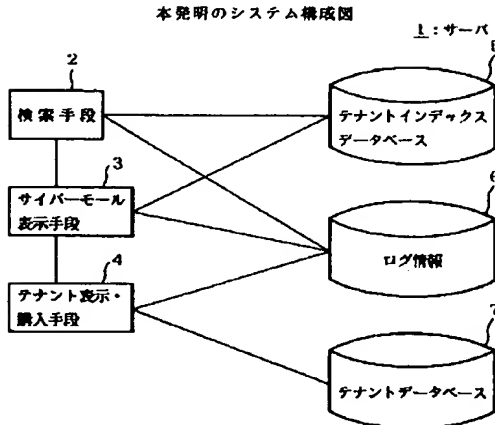 本発明のシステム構成図
1:サーバ
2
検索手段
3
サイバーモール
表示手段
4
テナント表示・
購入手段
5
テナントインデックス
データベース
6
ログ情報
7
テナントデータベース